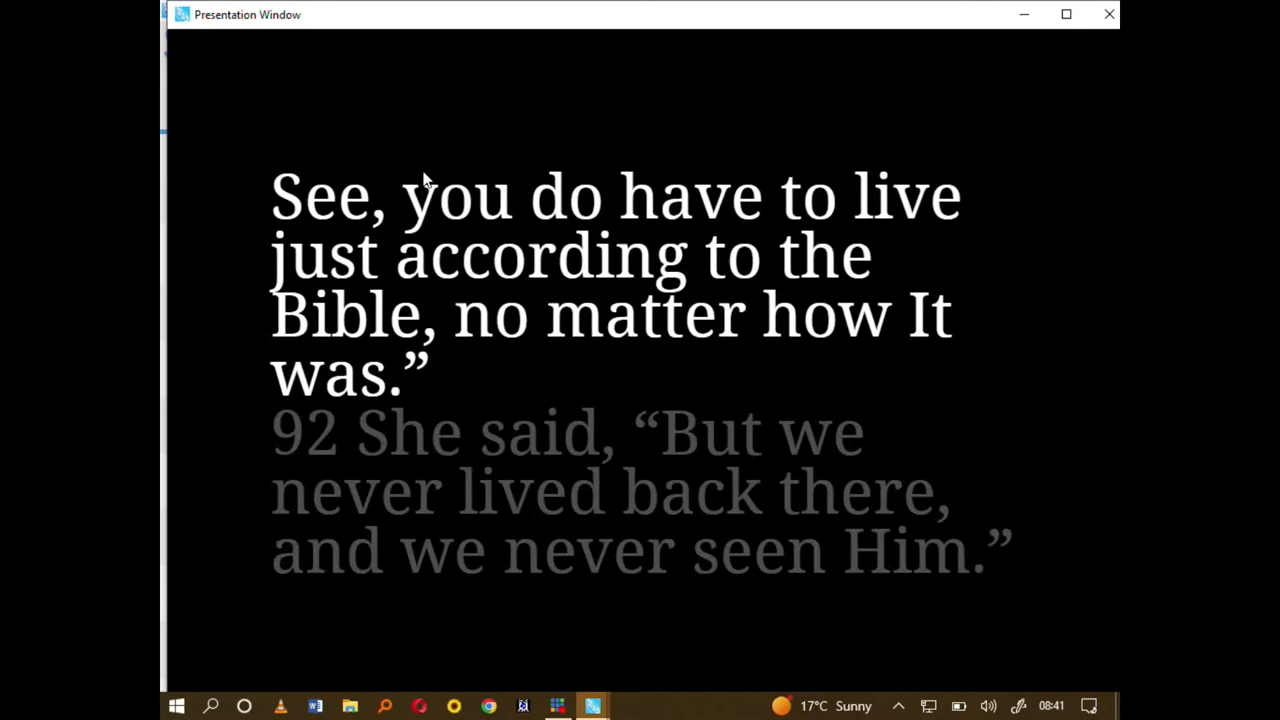 Presentation Window
See, you do have to live
just according to the
Bible, no matter how It
was.”
92 She said, “But we
never lived back there,
and we never seen Him.”
17°C Sunny
08:41